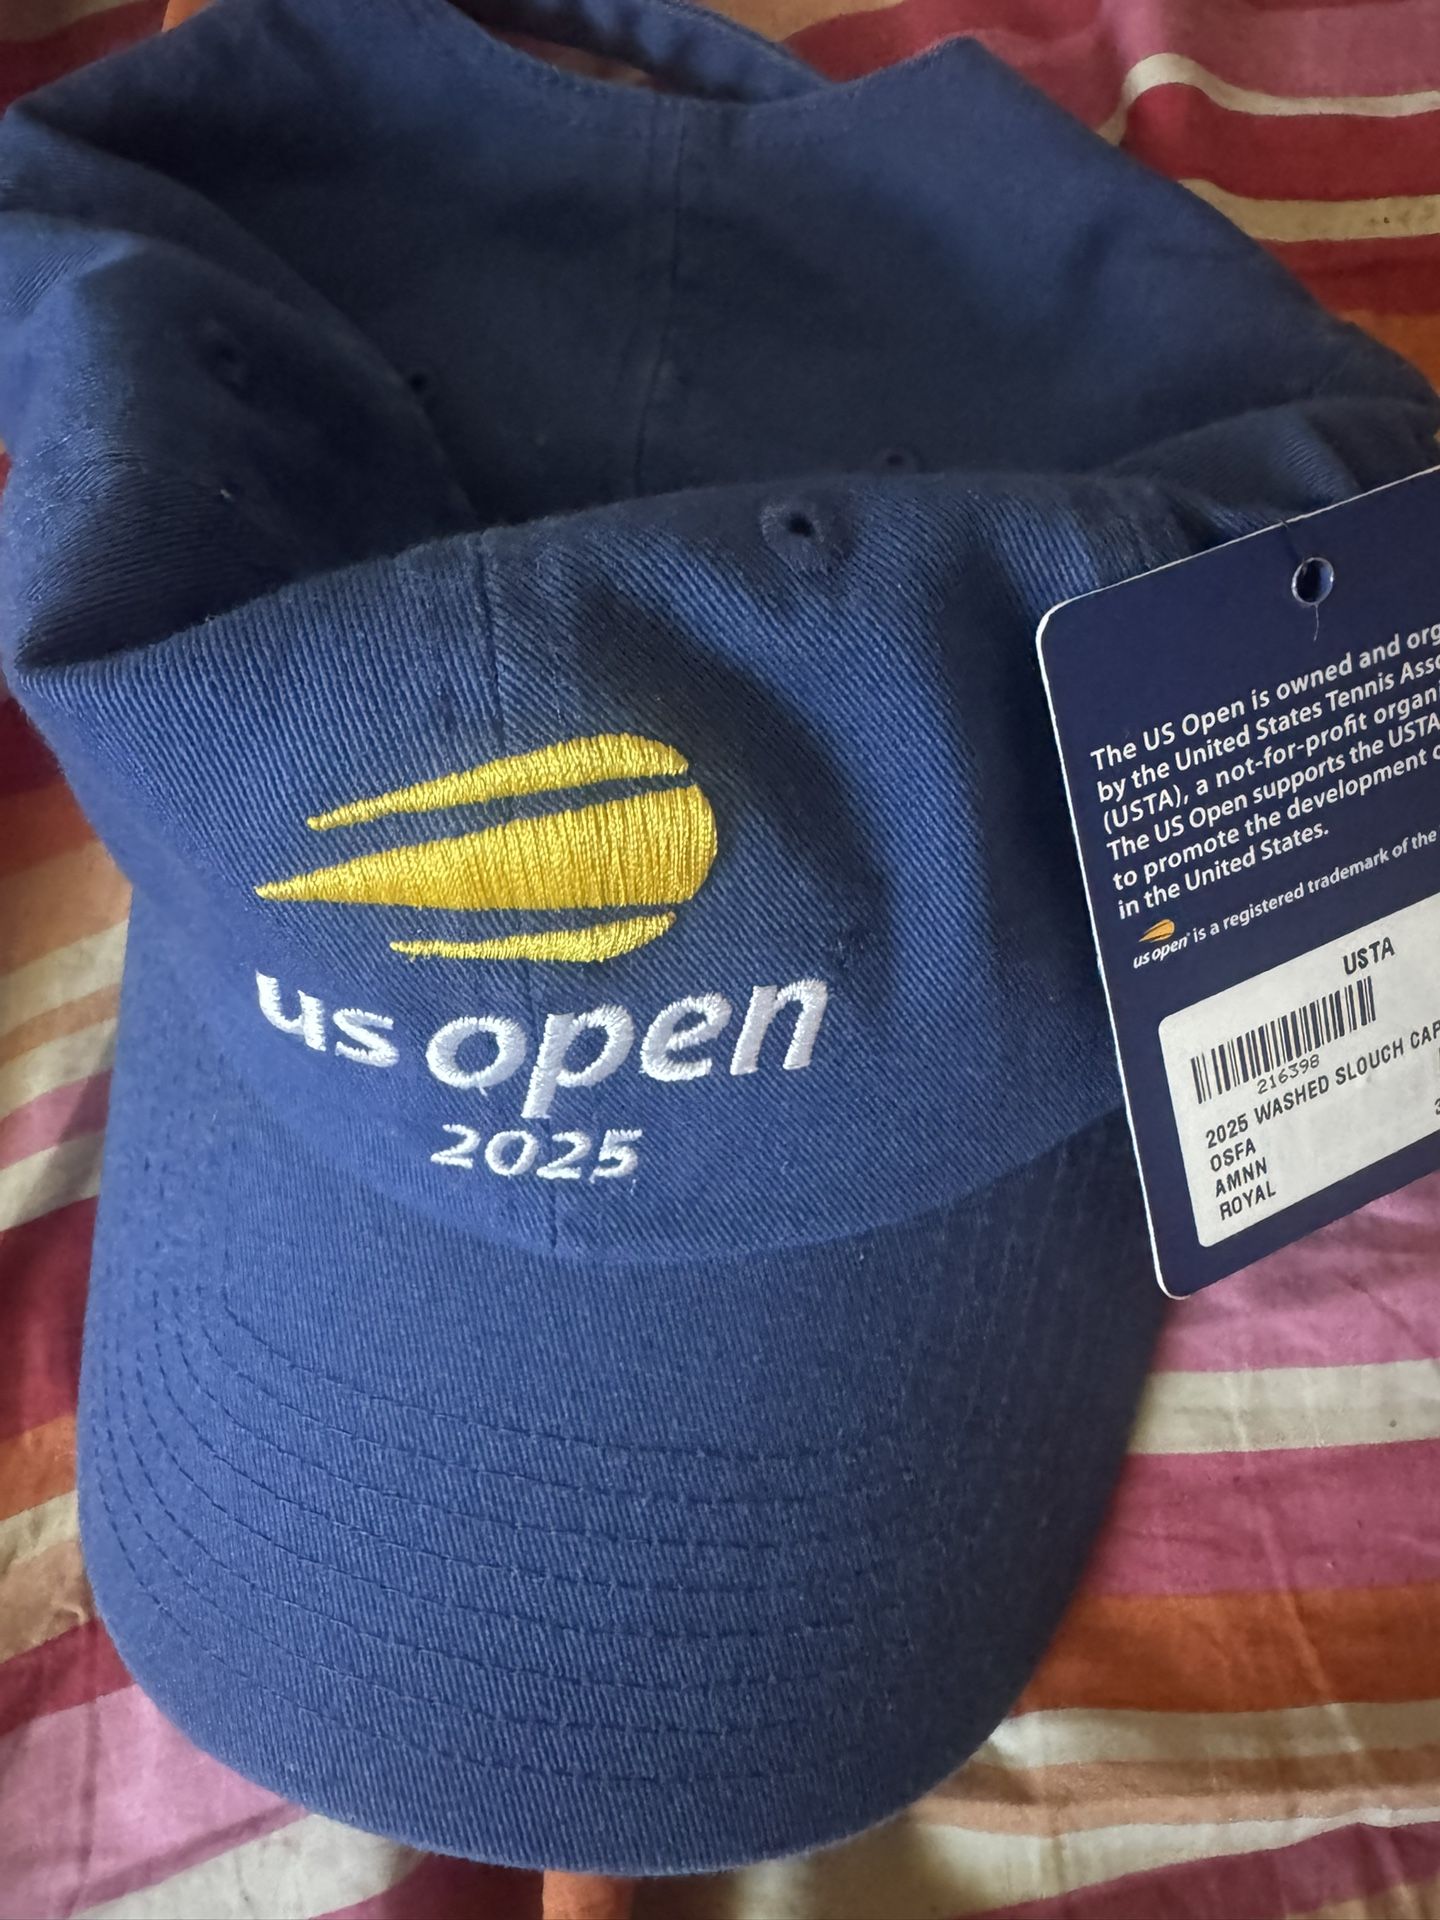 us open
2025
The US Open is owned and org
by the United States Tennis Asso
(USTA), a not-for-profit organi
The US Open supports the USTA
to promote the development o
in the United States.
us open is a registered trademark of the
USTA
216398
2025 WASHED SLOUCH CAP
OSFA
AMNN
ROYAL